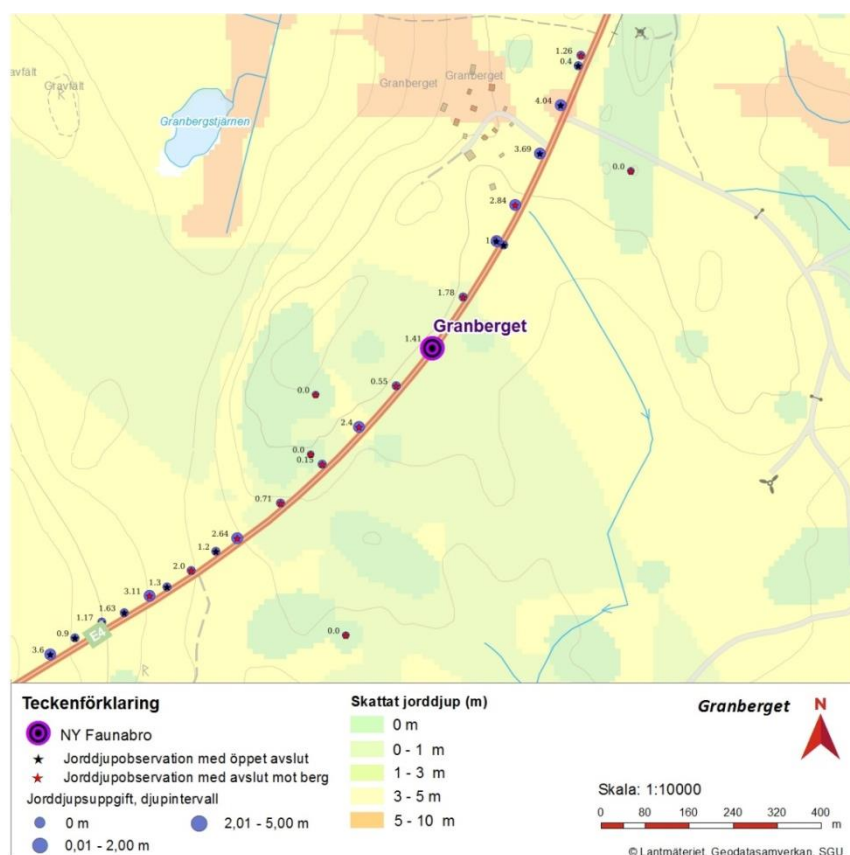 Gravfält
Gravfält
R
Granbergstjärnen
Granberget
Granberget
1.26
0.4
4.04
3.69
0.0
2.84
1.78
Granberget
1.41
0.55
0.0
2.4
0.0
0.15
0.71
2.64
1.2
2.0
1.3
3.11
1.63
1.17
E4
0.9
3.6
0.0
R
Teckenförklaring
NY Faunabro
Jorddjupobservation med öppet avslut
Jorddjupobservation med avslut mot berg
Jorddjupsuppgift, djupintervall
0 m
2,01 - 5,00 m
0,01 - 2,00 m
Skattat jorddjup (m)
0 m
0 - 1 m
1 - 3 m
3 - 5 m
5 - 10 m
Granberget
N
Skala: 1:10000
0 80 160 240 320 400
m
© Lantmäteriet, Geodatasamverkan, SGU